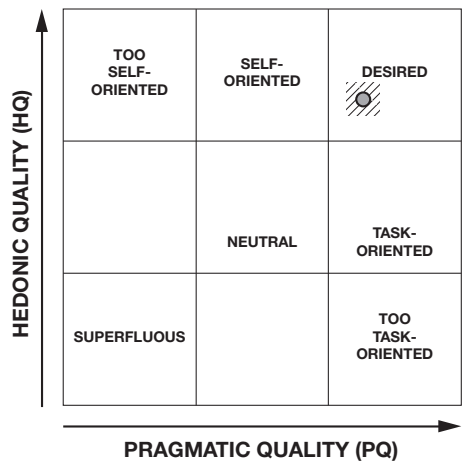 HEDONIC QUALITY (HQ)
TOO
SELF-
ORIENTED
SELF-
ORIENTED
DESIRED
NEUTRAL
TASK-
ORIENTED
SUPERFLUOUS
TOO
TASK-
ORIENTED
PRAGMATIC QUALITY (PQ)